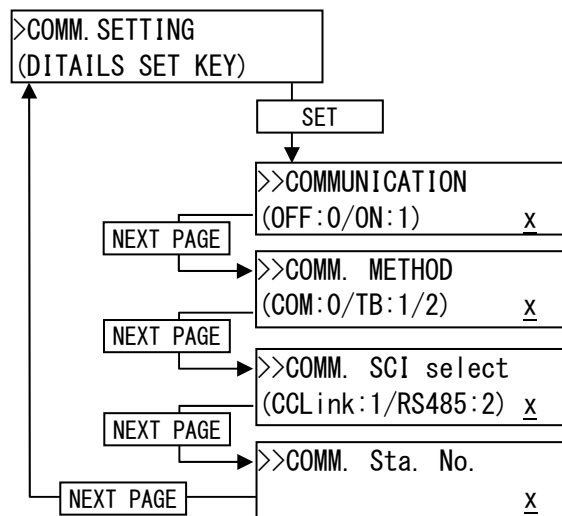 >COMM.SETTING
(DITAILS SET KEY)
SET
>>COMMUNICATION
(OFF:0/ON:1) x
NEXT PAGE
>>COMM. METHOD
(COM:0/TB:1/2) x
NEXT PAGE
>>COMM. SCI select
(CCLink:1/RS485:2) x
NEXT PAGE
>>COMM. Sta. No.
NEXT PAGE
x